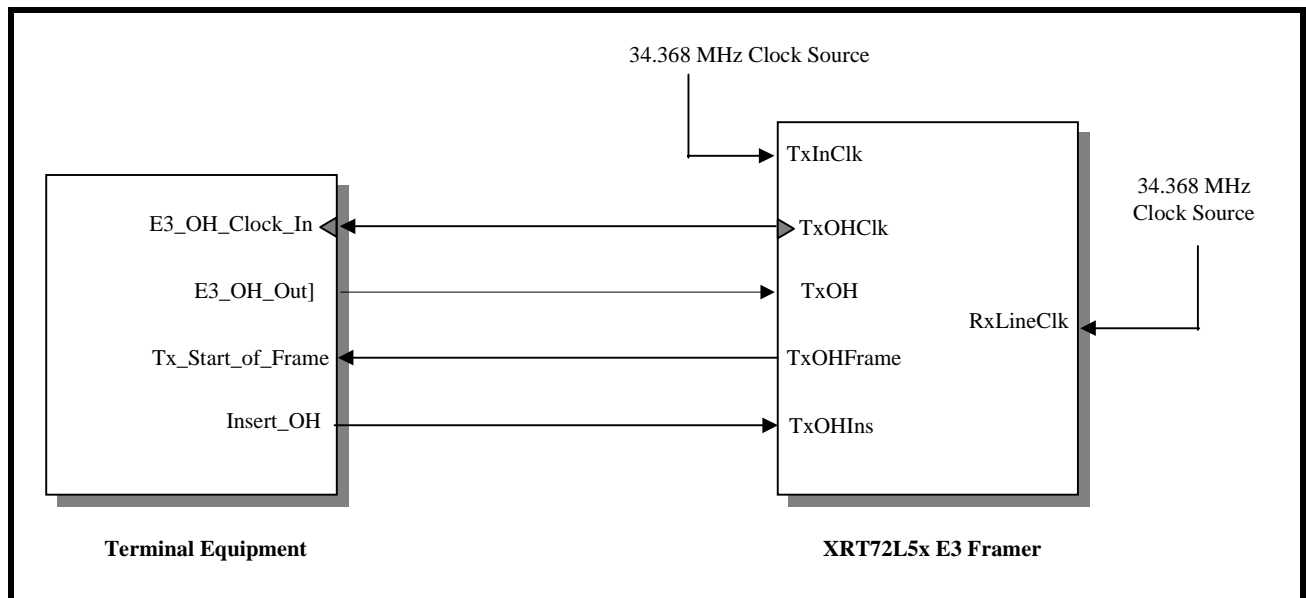 34.368 MHz Clock Source
TxInClk
34.368 MHz
Clock Source
E3_OH_Clock_In
TxOHClk
E3_OH_Out]
TxOH
RxLineClk
Tx_Start_of_Frame
TxOHFrame
Insert_OH
TxOHIns
Terminal Equipment
XRT72L5x E3 Framer